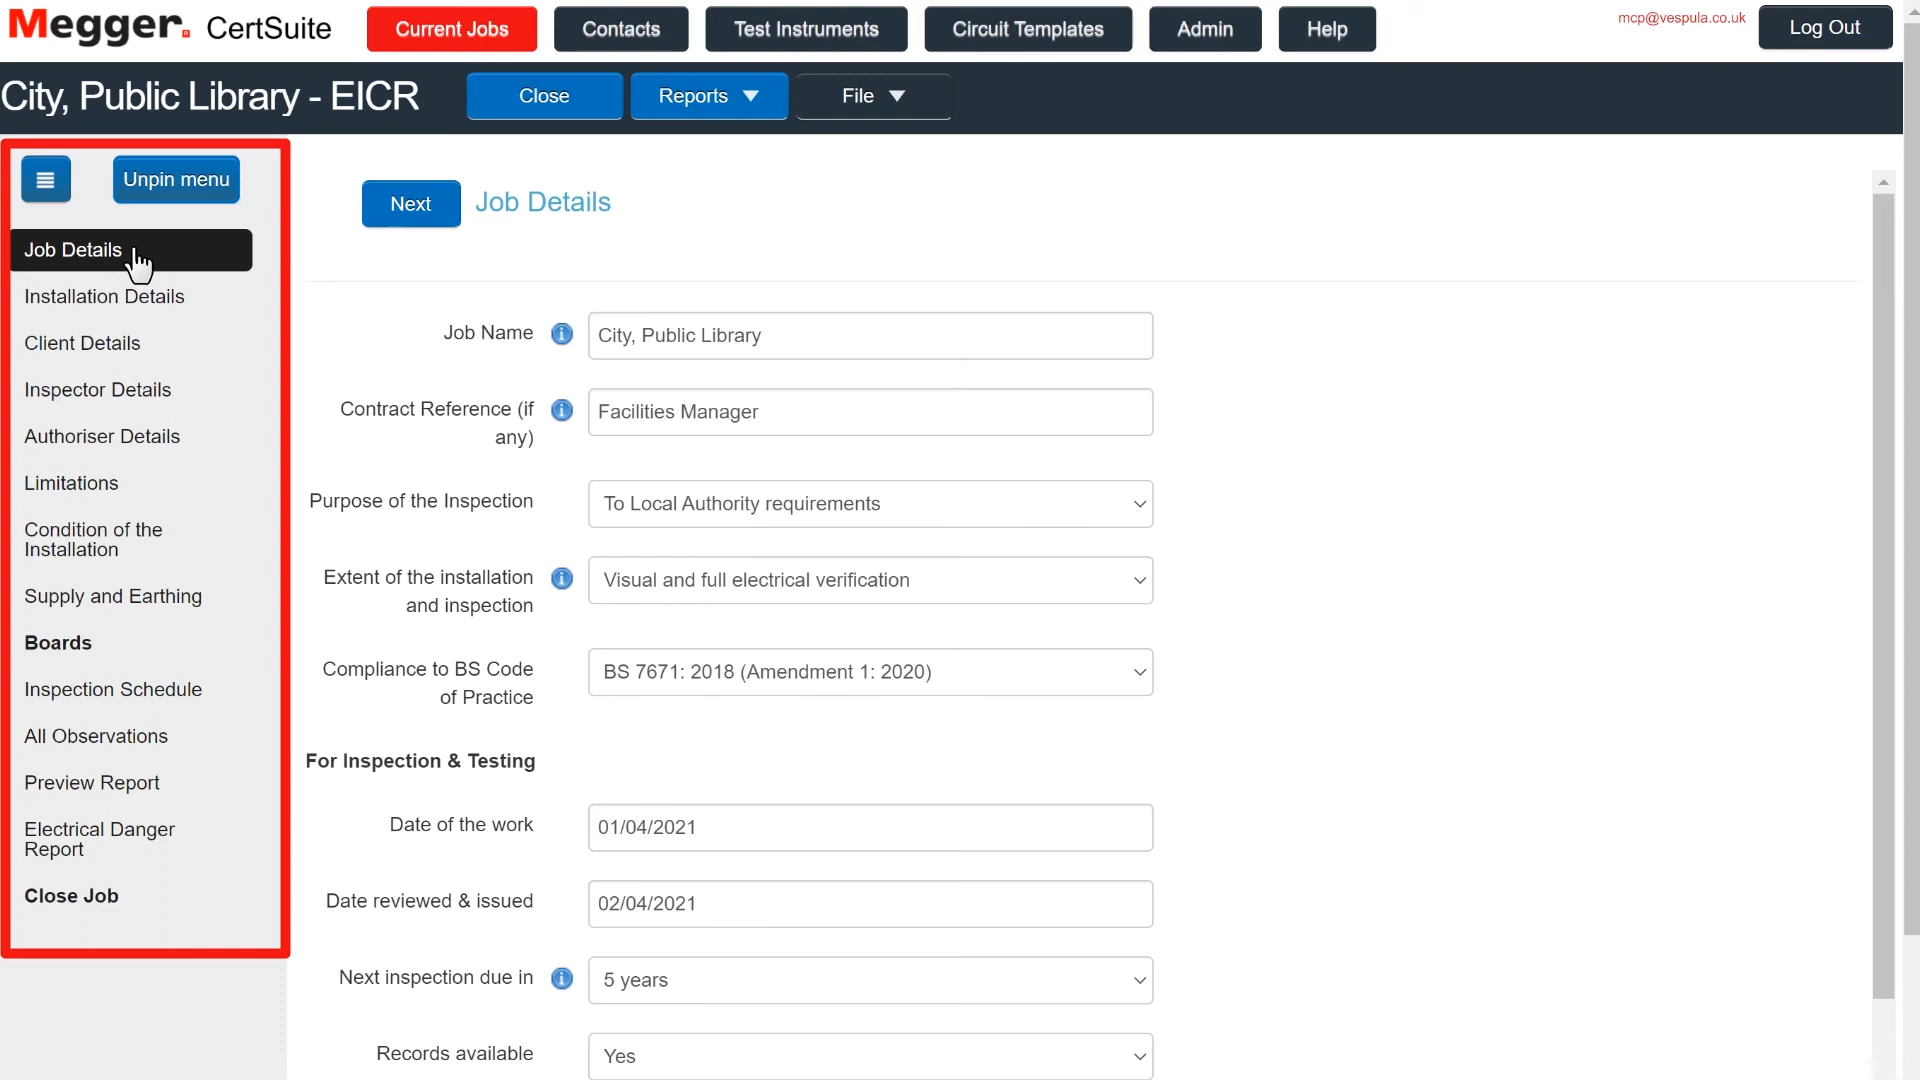 Megger. CertSuite
Current Jobs
Contacts
Test Instruments
Circuit Templates
Admin
Help
mcp@vespula.co.uk
Log Out
City, Public Library - EICR
Close
Reports
File
Unpin menu
Job Details
Installation Details
Client Details
Inspector Details
Authoriser Details
Limitations
Condition of the
Installation
Supply and Earthing
Boards
Inspection Schedule
All Observations
Preview Report
Electrical Danger
Report
Close Job
Next
Job Details
Job Name
City, Public Library
Contract Reference (if
any)
Facilities Manager
Purpose of the Inspection
To Local Authority requirements
Extent of the installation
and inspection
Visual and full electrical verification
Compliance to BS Code
of Practice
BS 7671: 2018 (Amendment 1: 2020)
For Inspection & Testing
Date of the work
01/04/2021
Date reviewed & issued
02/04/2021
Next inspection due in
5 years
Records available
Yes